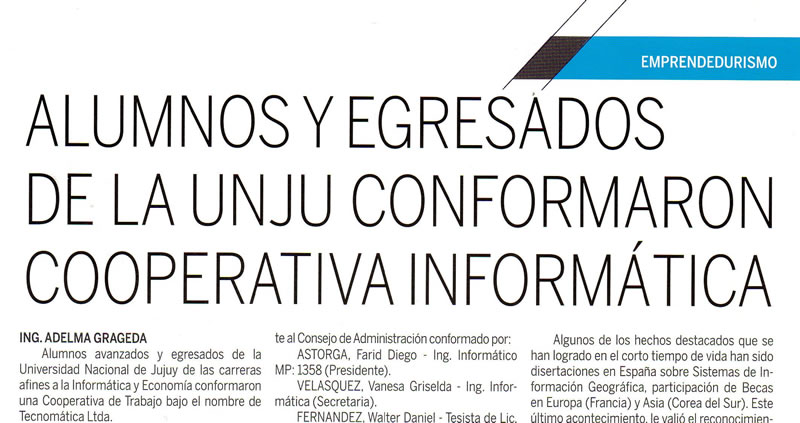 EMPRENDEDURISMO
ALUMNOS Y EGRESADOS
DE LA UNJU CONFORMARON
COOPERATIVA INFORMÁTICA
ING. ADELMA GRAGEDA
Alumnos avanzados y egresados de la
Universidad Nacional de Jujuy de las carreras
afines a la Informática y Economía conformaron
una Cooperativa de Trabajo bajo el nombre de
Tecnomática Ltda.
te al Consejo de Administración conformado por:
ASTORGA, Farid Diego - Ing. Informático
MP: 1358 (Presidente).
VELASQUEZ, Vanesa Griselda - Ing. Infor-
mática (Secretaria).
FERNANDEZ, Walter Daniel - Tesista de Lic.
Algunos de los hechos destacados que se
han logrado en el corto tiempo de vida han sido
disertaciones en España sobre Sistemas de In-
formación Geográfica, participación de Becas
en Europa (Francia) y Asia (Corea del Sur). Este
último acontecimiento, le valió el reconocimien-